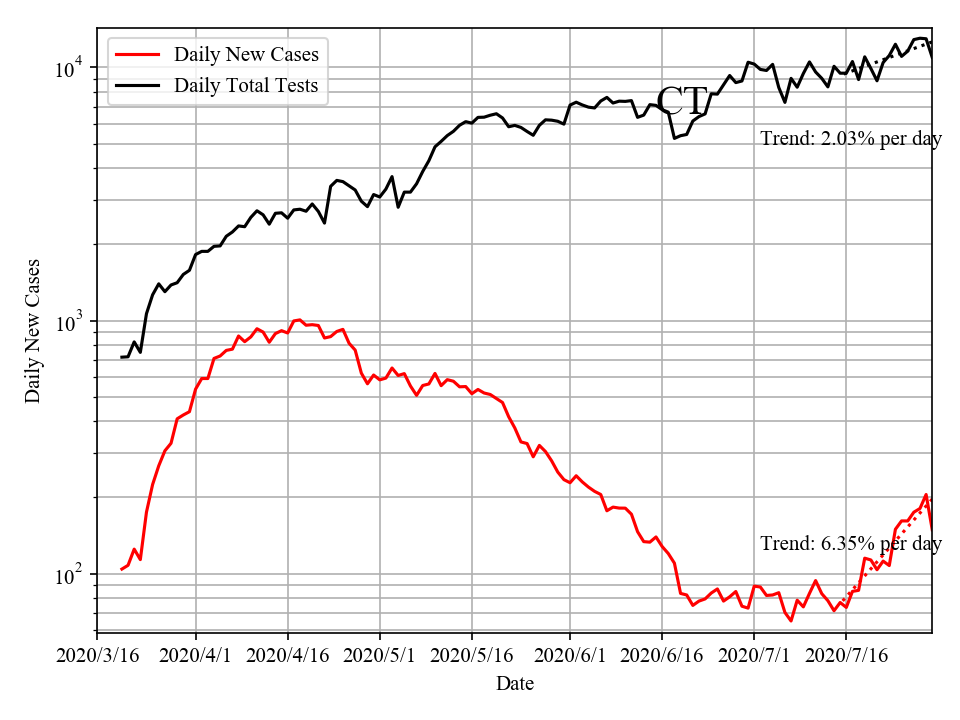 Daily New Cases
Daily Total Tests
10^4
CT
Trend: 2.03% per day
Daily New Cases
10^3
Trend: 6.35% per day
10^2
2020/3/16 2020/4/1 2020/4/16 2020/5/1 2020/5/16 2020/6/1 2020/6/16 2020/7/1 2020/7/16
Date